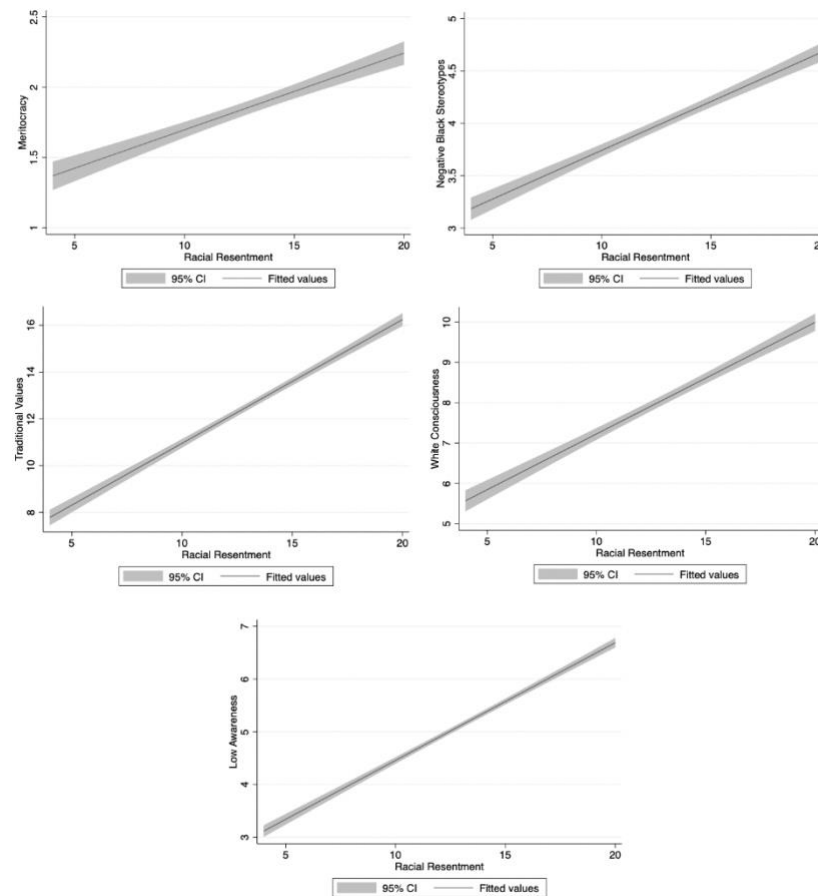 Meritocracy
2.5
2
1.5
1
5
10
15
20
Racial Resentment
95% CI
Fitted values
Negative Black Stereotypes
5
4.5
4
3.5
3
5
10
15
20
Racial Resentment
95% CI
Fitted values
Traditional Values
16
14
12
10
8
5
10
15
20
Racial Resentment
95% CI
Fitted values
White Consciousness
10
9
8
7
6
5
5
10
15
20
Racial Resentment
95% CI
Fitted values
Low Awareness
7
6
5
4
3
5
10
15
20
Racial Resentment
95% CI
Fitted values